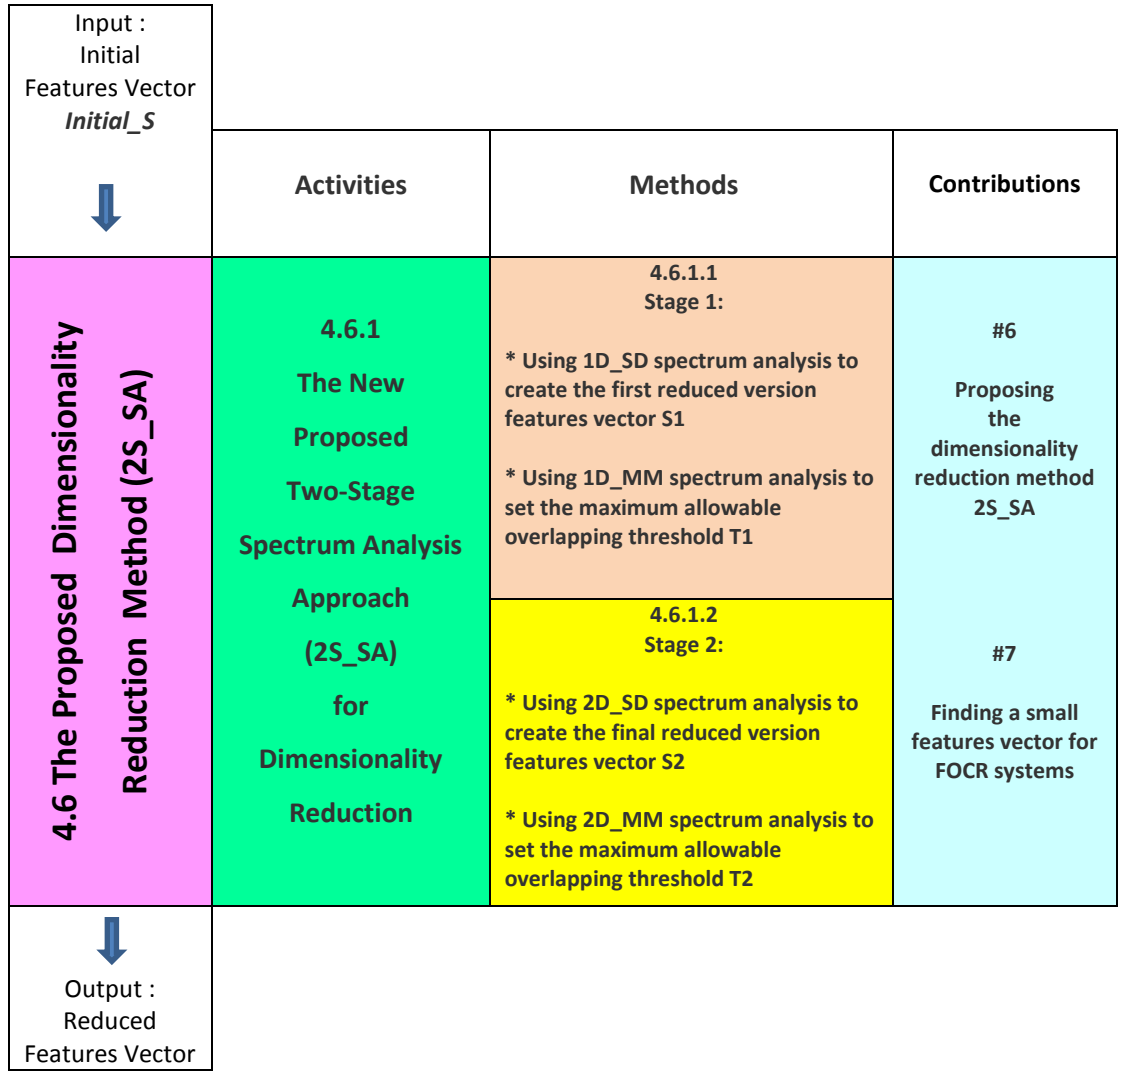 Input :
Initial
Features Vector
Initial_S
Activities
Methods
Contributions
4.6 The Proposed Dimensionality
Reduction Method (2S_SA)
4.6.1
The New
Proposed
Two-Stage
Spectrum Analysis
Approach
(2S_SA)
for
Dimensionality
Reduction
4.6.1.1
Stage 1:
* Using 1D_SD spectrum analysis to
create the first reduced version
features vector S1
* Using 1D_MM spectrum analysis to
set the maximum allowable
overlapping threshold T1
4.6.1.2
Stage 2:
* Using 2D_SD spectrum analysis to
create the final reduced version
features vector S2
* Using 2D_MM spectrum analysis to
set the maximum allowable
overlapping threshold T2
#6
Proposing
the
dimensionality
reduction method
2S_SA
#7
Finding a small
features vector for
FOCR systems
Output :
Reduced
Features Vector